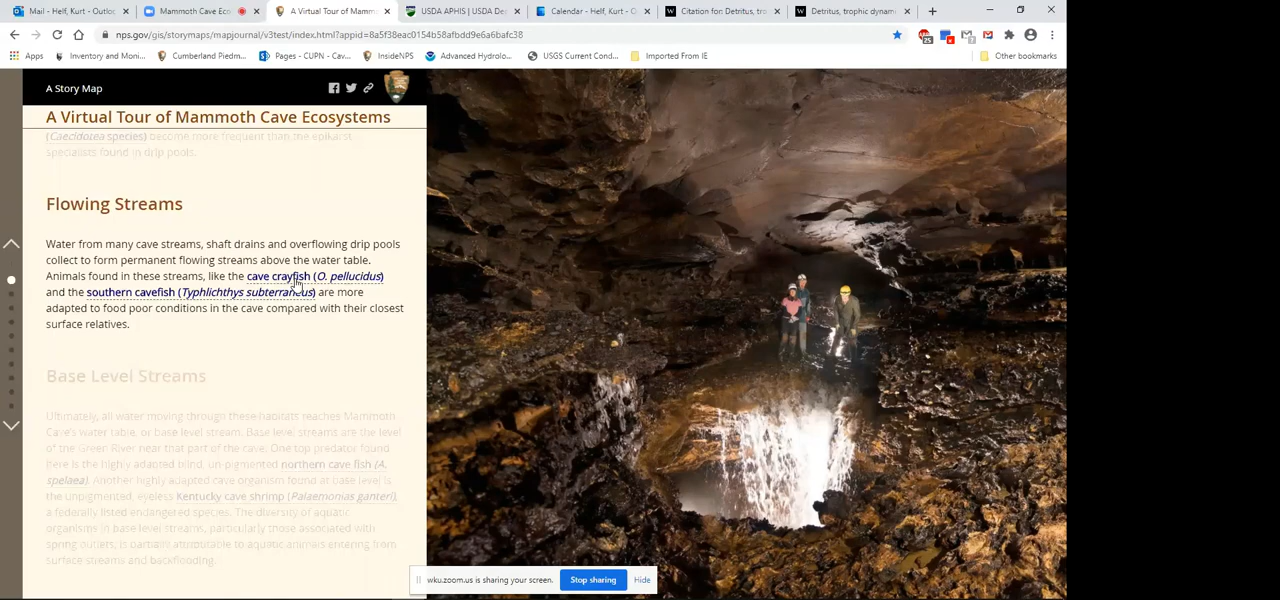 Mail - Helf, Kurt - Outloo
Mammoth Cave Eco
A Virtual Tour of Mamm
USDA APHIS | USDA De
Calendar - Helf, Kurt - O
Citation for: Detritus, tro
Detritus, trophic dynami
nps.gov/gis/storymaps/mapjournal/v3test/index.html?appid=8a5f38eac0154b58afbdd9e6a6bafc38
Apps
Inventory and Moni...
Cumberland Piedm...
Pages - CUPN - Cav...
InsideNPS
Advanced Hydrolo...
USGS Current Cond...
Imported From IE
Other bookmarks
A Story Map
A Virtual Tour of Mammoth Cave Ecosystems
(Caecidotea species) become more frequent than the epikarst
specialists found in drip pools.
Flowing Streams
Water from many cave streams, shaft drains and overflowing drip pools
collect to form permanent flowing streams above the water table.
Animals found in these streams, like the cave crayfish (O. pellucidus)
and the southern cavefish (Typhlichthys subterraneus) are more
adapted to food poor conditions in the cave compared with their closest
surface relatives.
Base Level Streams
Ultimately, all water moving through these habitats reaches Mammoth
Cave's water table, or base level stream. Base level streams are the level
of the Green River near that part of the cave. One top predator found
here is the highly adapted blind, un-pigmented northern cave fish (A.
spelaea). Another highly adapted cave organism found at base level is
the unpigmented, eyeless Kentucky cave shrimp (Palaemonias ganteri),
a federally listed endangered species. The diversity of aquatic
organisms in base level streams, particularly those associated with
spring outlets, is partially attributable to aquatic animals entering from
surface streams and backflooding.
wku.zoom.us is sharing your screen.
Stop sharing
Hide